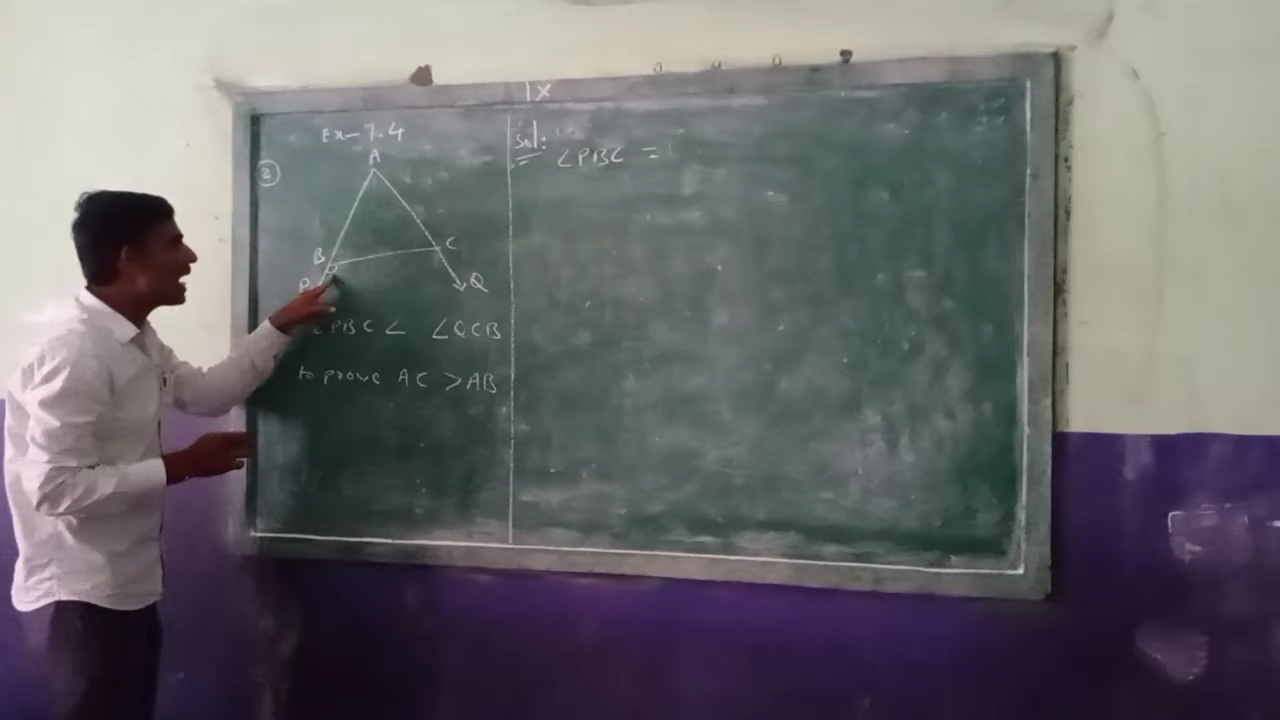 IX
Ex-7.4
2
A
B
C
P
Q
∠PBC < ∠QCB
to prove AC > AB
Sol:
∠PBC =